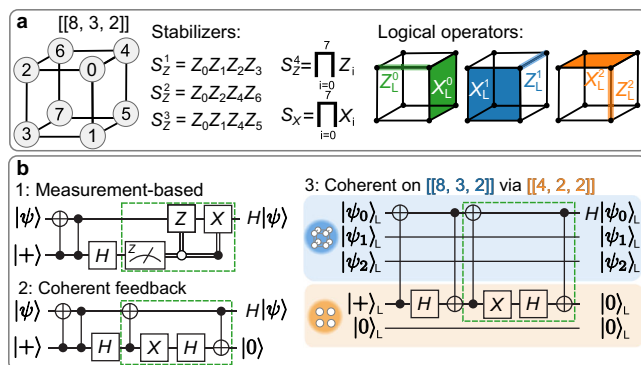 a
[[8, 3, 2]]
6 4
2 0
7 5
3 1
Stabilizers:
S_Z^1 = Z_0Z_1Z_2Z_3
S_Z^2 = Z_0Z_2Z_4Z_6
S_Z^3 = Z_0Z_1Z_4Z_5
S_Z^4 = ∏_{i=0}^7 Z_i
S_X = ∏_{i=0}^7 X_i
Logical operators:
Z_L^0 X_L^0
X_L^1 Z_L^1
X_L^2 Z_L^2
b
1: Measurement-based
|ψ⟩ Z X H|ψ⟩
|+⟩ H Z
2: Coherent feedback
|ψ⟩ H|ψ⟩
|+⟩ H X H |0⟩
3: Coherent on [[8, 3, 2]] via [[4, 2, 2]]
|ψ_0⟩_L H|ψ_0⟩_L
|ψ_1⟩_L |ψ_1⟩_L
|ψ_2⟩_L |ψ_2⟩_L
|+⟩_L H X H |0⟩_L
|0⟩_L |0⟩_L